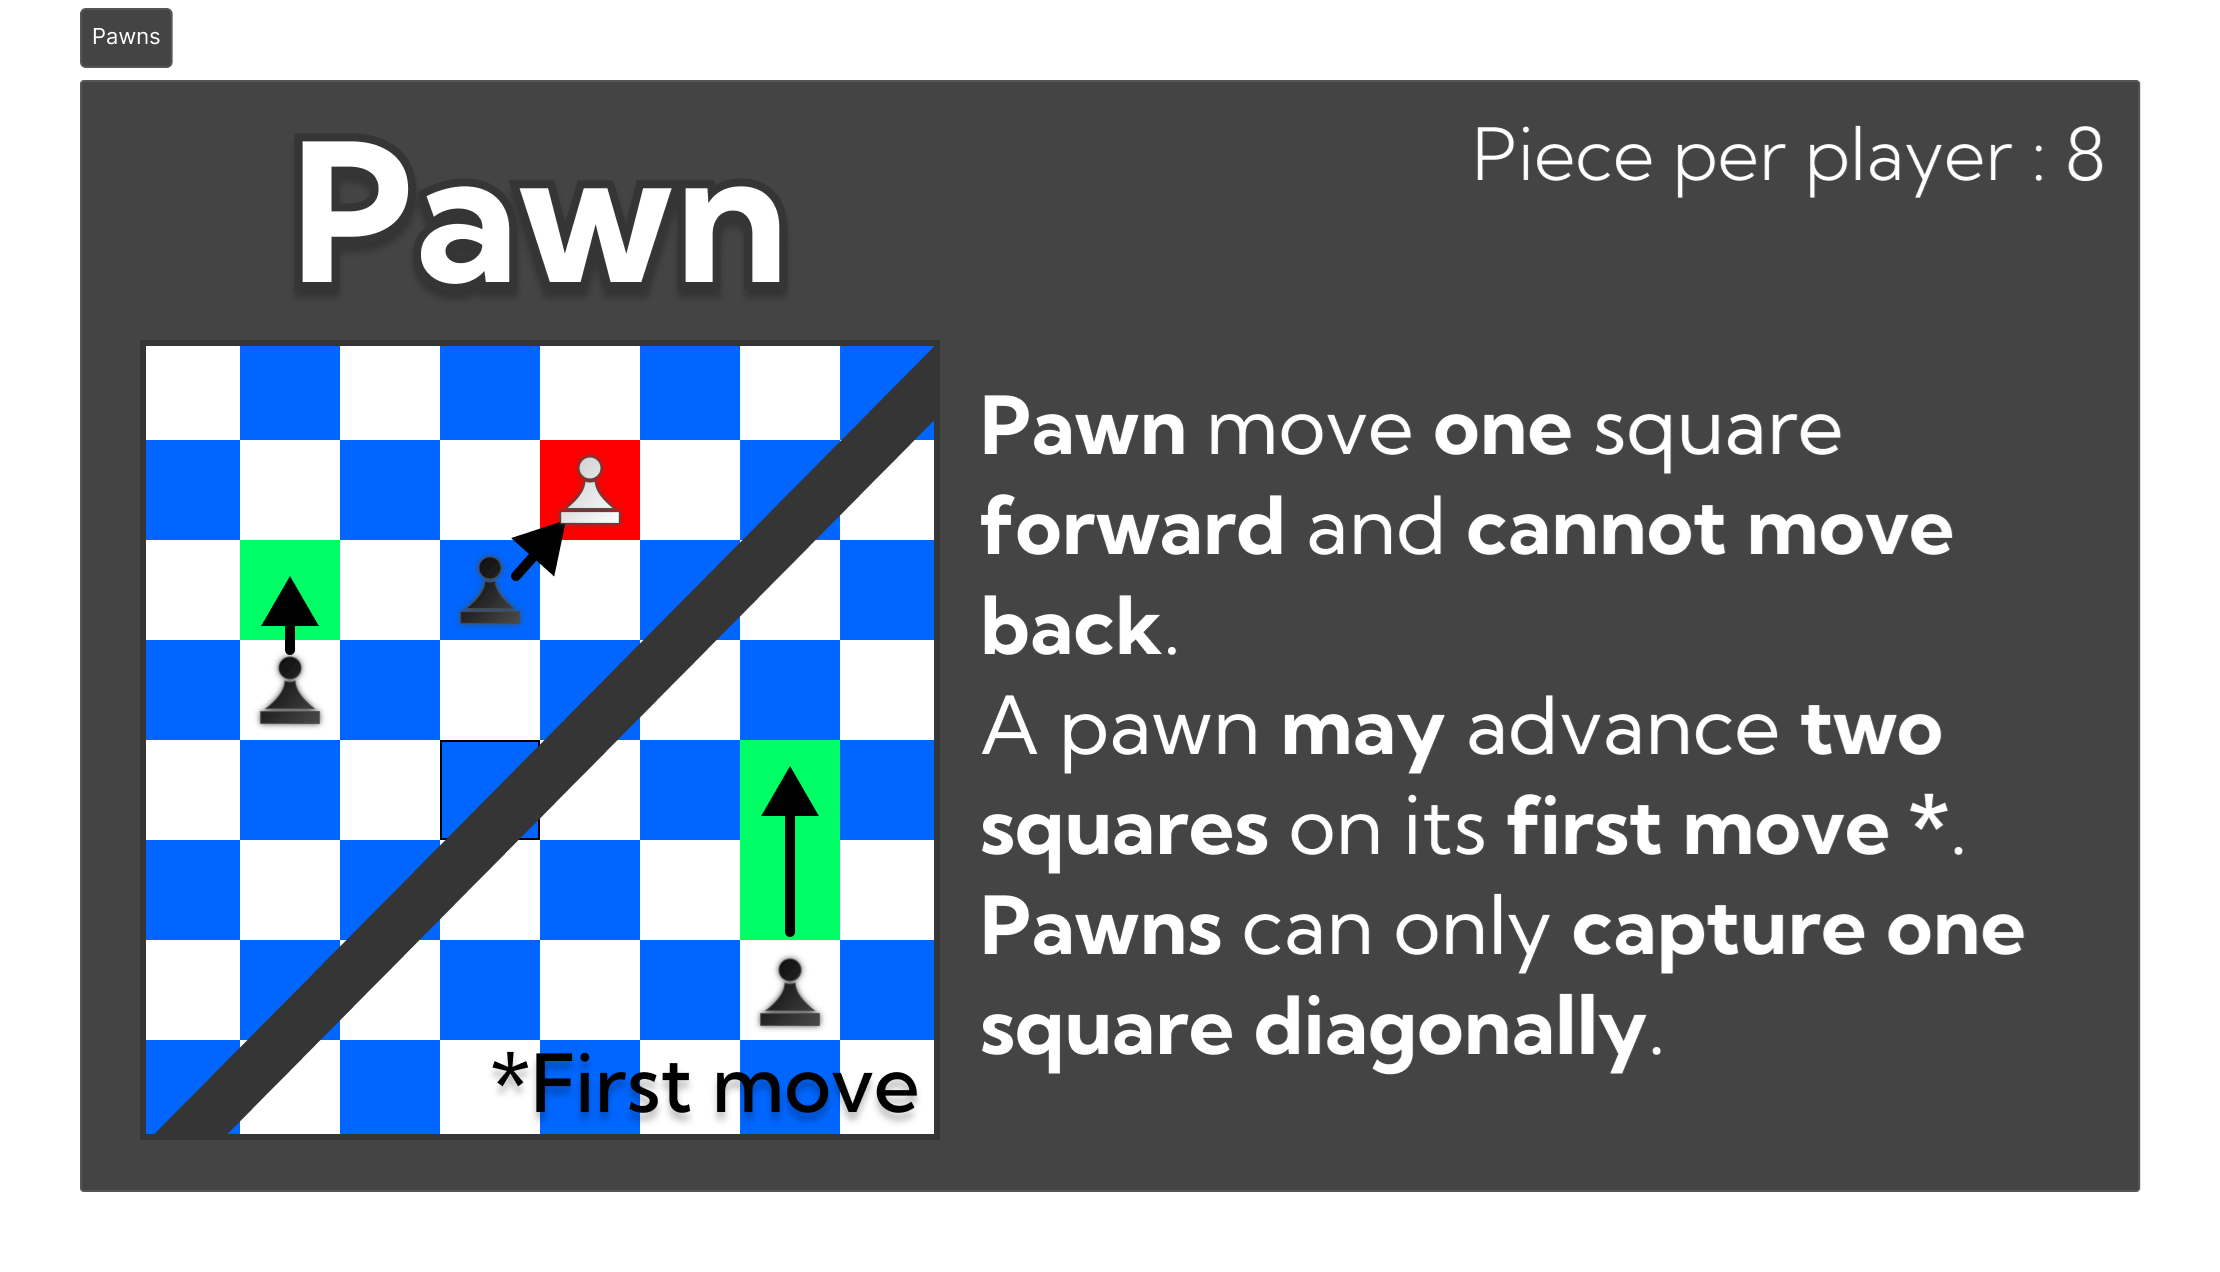 Pawns
Pawn
Piece per player : 8
Pawn move one square
forward and cannot move
back.
A pawn may advance two
squares on its first move *.
Pawns can only capture one
square diagonally.
*First move